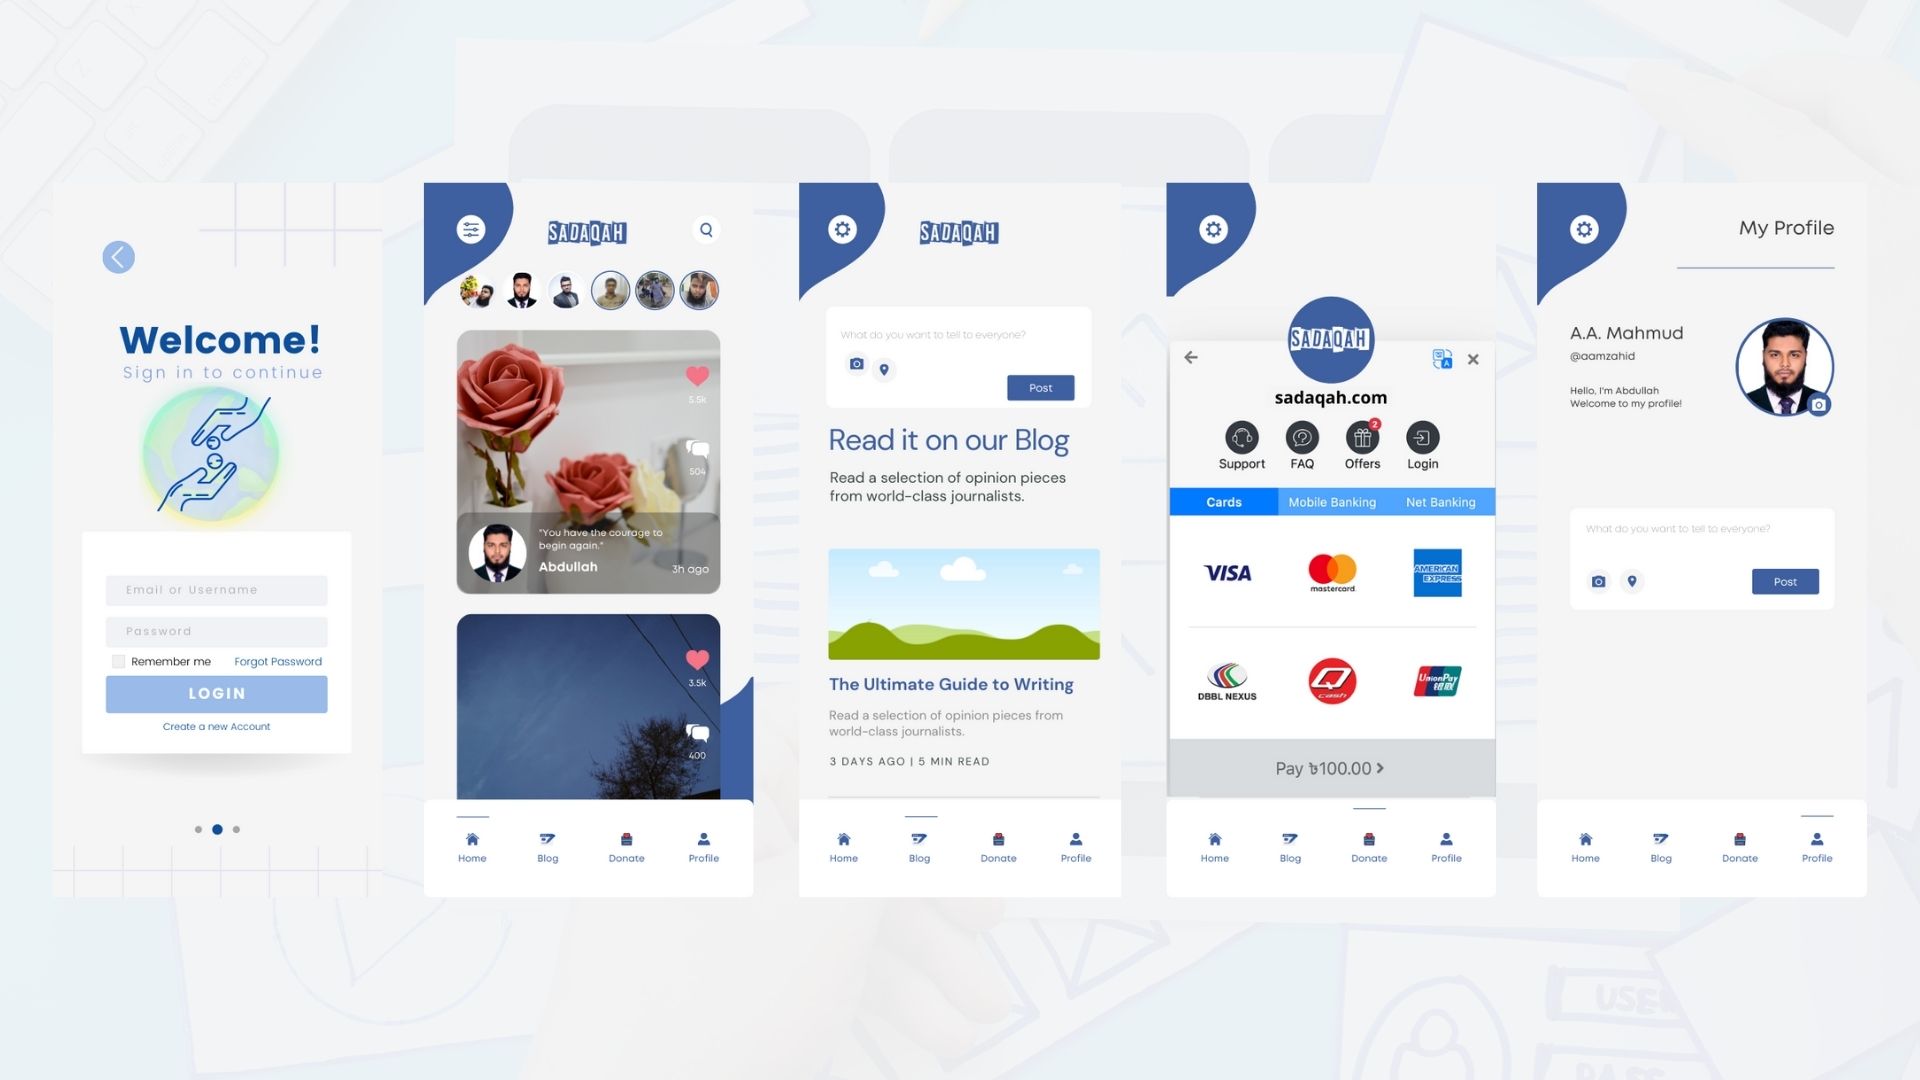 Welcome!
Sign in to continue
Email or Username
Password
Remember me
Forgot Password
LOGIN
Create a new Account
SADAQAH
5.5k
504
"You have the courage to
begin again."
Abdullah
3h ago
3.5k
400
Home
Blog
Donate
Profile
SADAQAH
What do you want to tell to everyone?
Post
Read it on our Blog
Read a selection of opinion pieces
from world-class journalists.
The Ultimate Guide to Writing
Read a selection of opinion pieces from
world-class journalists.
3 DAYS AGO | 5 MIN READ
Home
Blog
Donate
Profile
SADAQAH
sadaqah.com
2
Support
FAQ
Offers
Login
Cards
Mobile Banking
Net Banking
VISA
mastercard
AMERICAN
EXPRESS
DBBL NEXUS
Q
cash
UnionPay
银联
Pay ৳100.00
Home
Blog
Donate
Profile
My Profile
A.A. Mahmud
@aamzahid
Hello, I'm Abdullah
Welcome to my profile!
What do you want to tell to everyone?
Post
Home
Blog
Donate
Profile